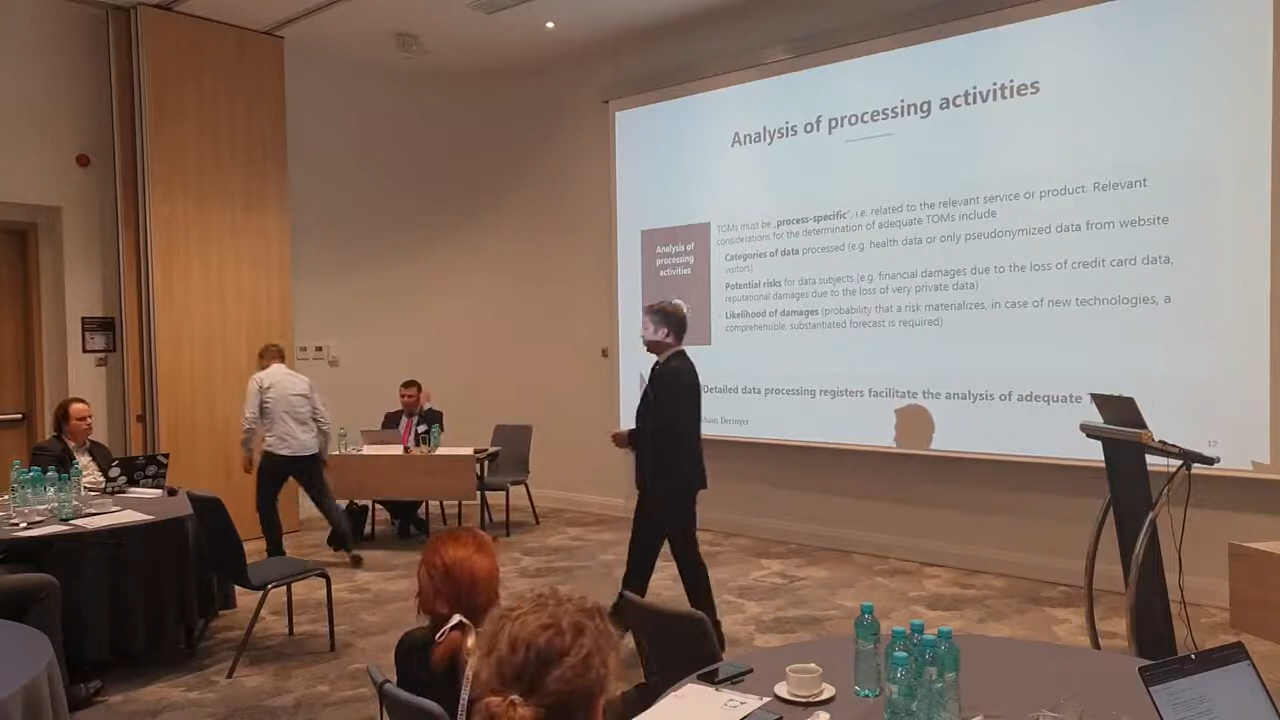 Analysis of processing activities
Analysis of
processing
activities
TOMs must be „process-specific", i.e. related to the relevant service or product. Relevant
considerations for the determination of adequate TOMs include
Categories of data processed (e.g. health data or only pseudonymized data from website
visitors)
Potential risks for data subjects (e.g. financial damages due to the loss of credit card data,
reputational damages due to the loss of very private data)
Likelihood of damages (probability that a risk materializes, in case of new technologies, a
comprehensible, substantiated forecast is required)
Detailed data processing registers facilitate the analysis of adequate
Deringer
12